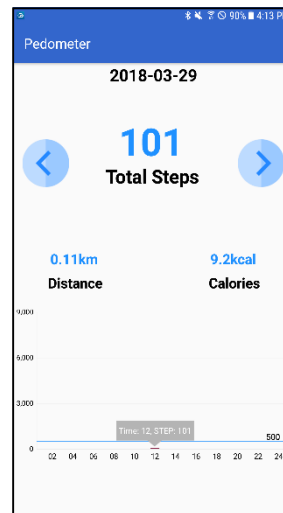 90% 4:13 P
Pedometer
2018-03-29
101
Total Steps
0.11km 9.2kcal
Distance Calories
9,000
6,000
3,000
Time: 12, STEP: 101
500
0
02 04 06 08 10 12 14 16 18 20 22 24